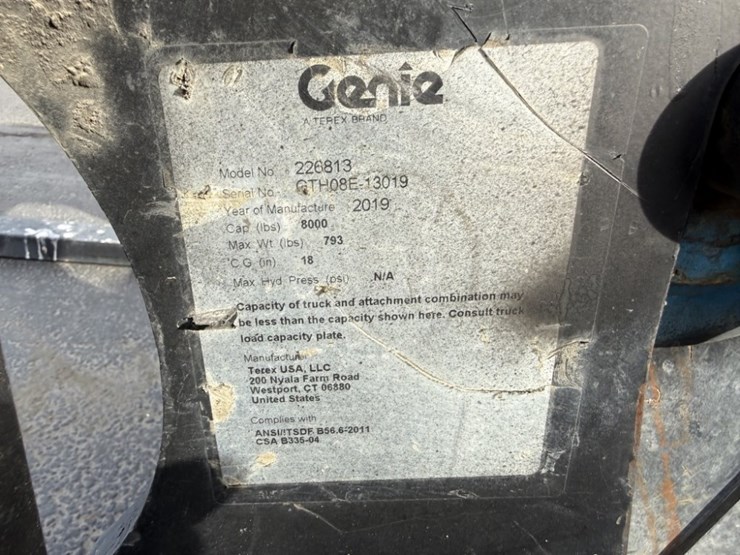 Genie
A TEREX BRAND
Model No. 226813
Serial No. GTH08E-13019
Year of Manufacture 2019
Cap. (lbs) 8000
Max Wt (lbs) 793
C.G. (in) 18
Max Hyd Press (psi) N/A
Capacity of truck and attachment combination may
be less than the capacity shown here. Consult truck
load capacity plate.
Manufacturer
Terex USA, LLC
200 Nyala Farm Road
Westport, CT 06880
United States
Complies with
ANSI/ITSDF B56.6-2011
CSA B335-04